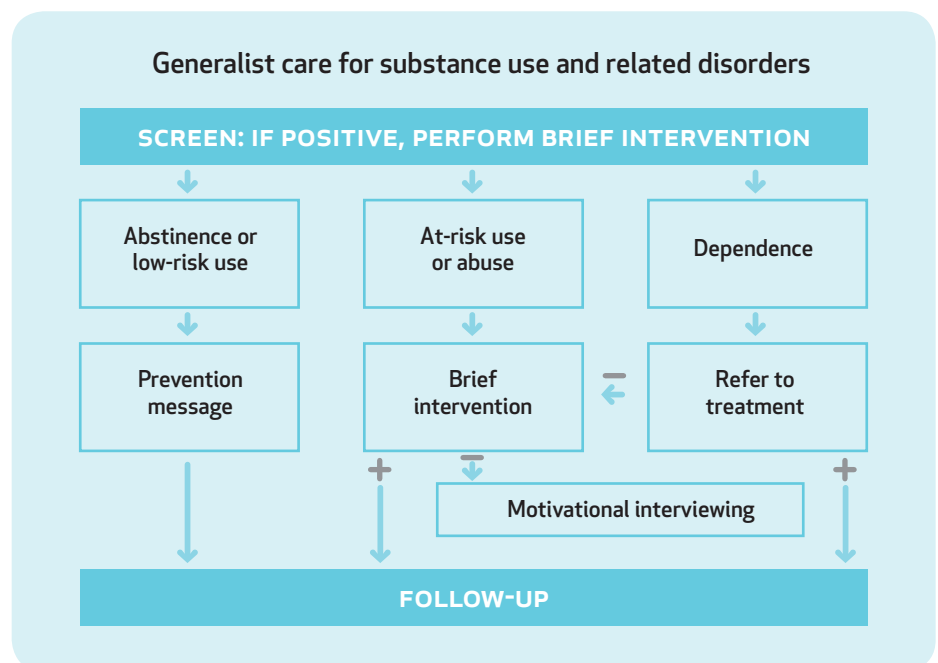 Generalist care for substance use and related disorders
SCREEN: IF POSITIVE, PERFORM BRIEF INTERVENTION
Abstinence or
low-risk use
At-risk use
or abuse
Dependence
Prevention
message
Brief
intervention
−
Refer to
treatment
+
−
+
Motivational interviewing
FOLLOW-UP